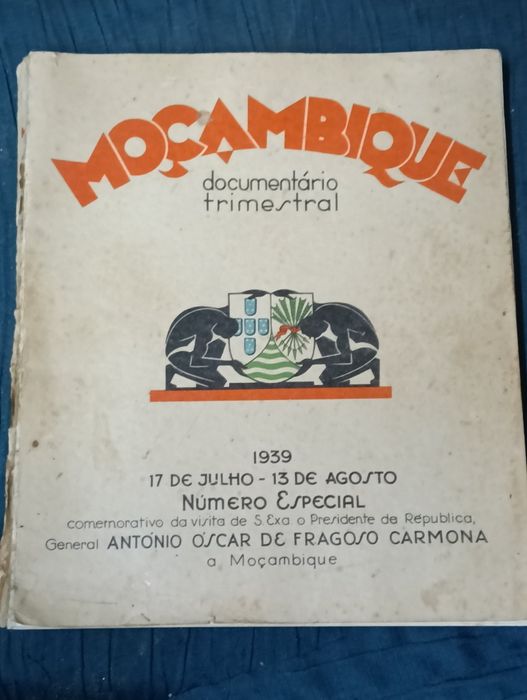 MOÇAMBIQUE
documentário
trimestral
1939
17 DE JULHO - 13 DE AGOSTO
NÚMERO ESPECIAL
comemorativo da visita de S. Exa. o Presidente da República,
General ANTÓNIO ÓSCAR DE FRAGOSO CARMONA
a Moçambique